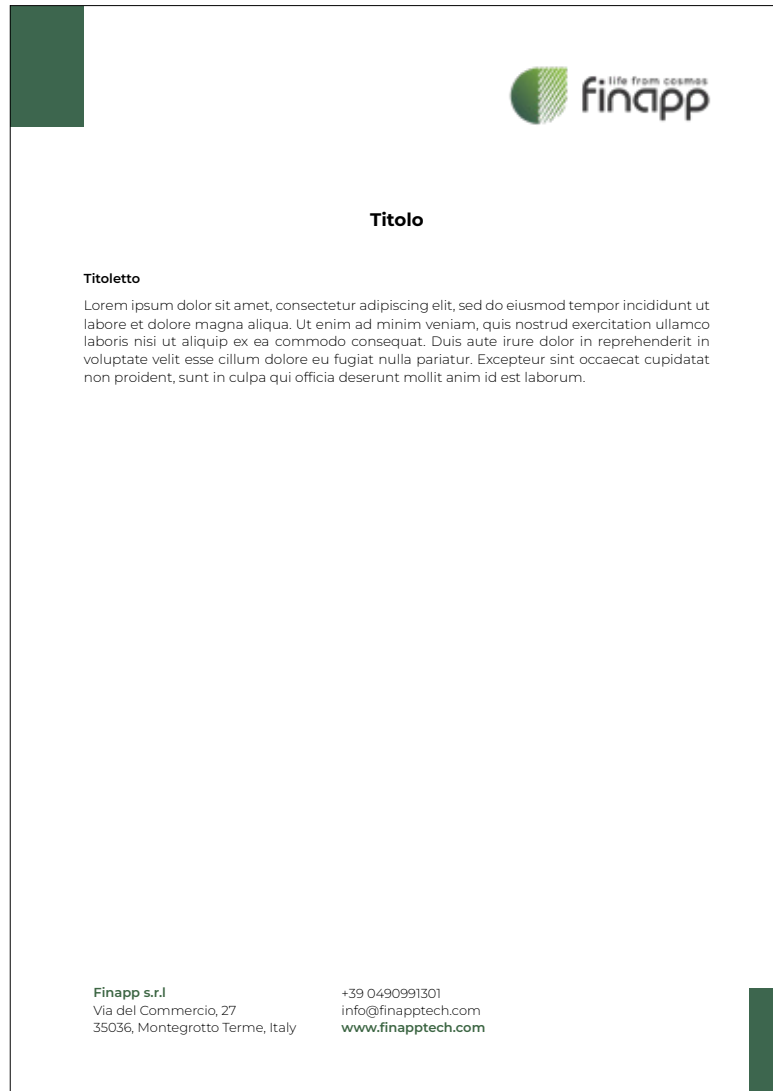 life from cosmos
finapp
Titolo
Titoletto
Lorem ipsum dolor sit amet, consectetur adipiscing elit, sed do eiusmod tempor incididunt ut
labore et dolore magna aliqua. Ut enim ad minim veniam, quis nostrud exercitation ullamco
laboris nisi ut aliquip ex ea commodo consequat. Duis aute irure dolor in reprehenderit in
voluptate velit esse cillum dolore eu fugiat nulla pariatur. Excepteur sint occaecat cupidatat
non proident, sunt in culpa qui officia deserunt mollit anim id est laborum.
Finapp s.r.l
Via del Commercio, 27
35036, Montegrotto Terme, Italy
+39 0490991301
info@finapptech.com
www.finapptech.com